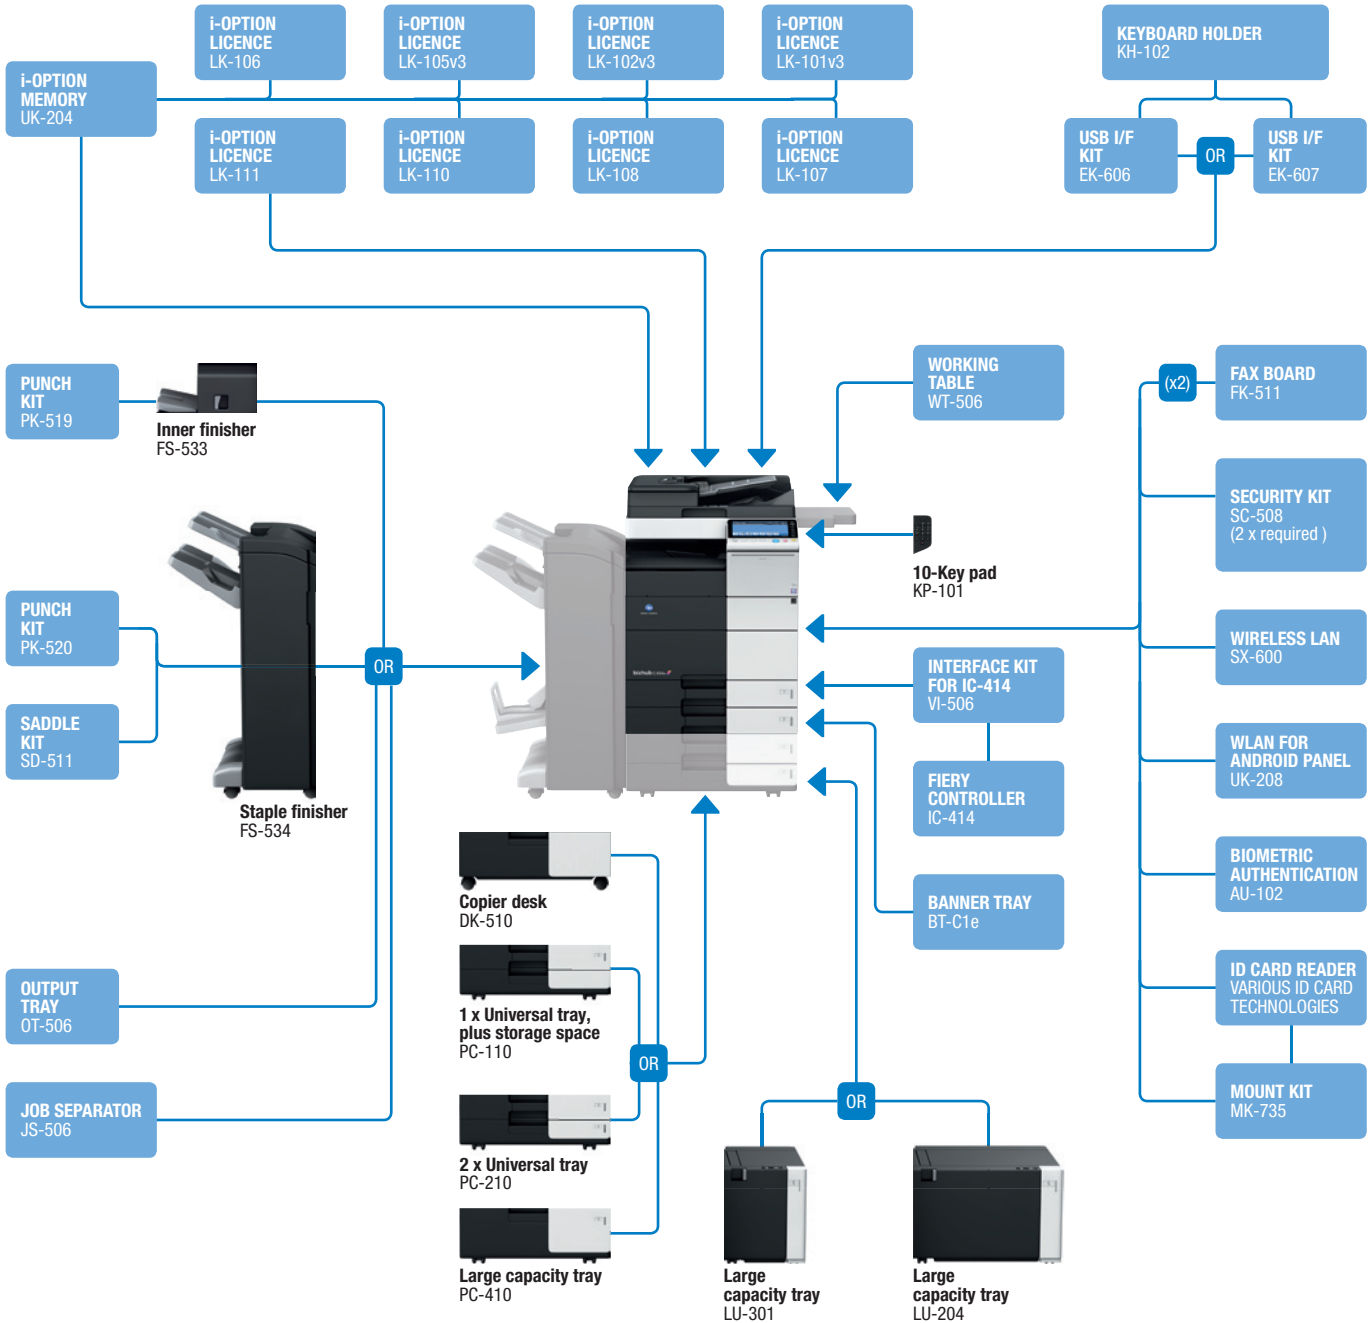 i-OPTION
LICENCE
LK-106
i-OPTION
LICENCE
LK-105v3
i-OPTION
LICENCE
LK-102v3
i-OPTION
LICENCE
LK-101v3
KEYBOARD HOLDER
KH-102
i-OPTION
MEMORY
UK-204
i-OPTION
LICENCE
LK-111
i-OPTION
LICENCE
LK-110
i-OPTION
LICENCE
LK-108
i-OPTION
LICENCE
LK-107
USB I/F
KIT
EK-606
OR
USB I/F
KIT
EK-607
PUNCH
KIT
PK-519
Inner finisher
FS-533
WORKING
TABLE
WT-506
(x2)
FAX BOARD
FK-511
SECURITY KIT
SC-508
(2 x required )
10-Key pad
KP-101
PUNCH
KIT
PK-520
OR
bizhub
INTERFACE KIT
FOR IC-414
VI-506
WIRELESS LAN
SX-600
SADDLE
KIT
SD-511
Staple finisher
FS-534
FIERY
CONTROLLER
IC-414
WLAN FOR
ANDROID PANEL
UK-208
Copier desk
DK-510
BANNER TRAY
BT-C1e
BIOMETRIC
AUTHENTICATION
AU-102
OUTPUT
TRAY
OT-506
1 x Universal tray,
plus storage space
PC-110
OR
ID CARD READER
VARIOUS ID CARD
TECHNOLOGIES
JOB SEPARATOR
JS-506
OR
MOUNT KIT
MK-735
2 x Universal tray
PC-210
Large capacity tray
PC-410
Large
capacity tray
LU-301
Large
capacity tray
LU-204